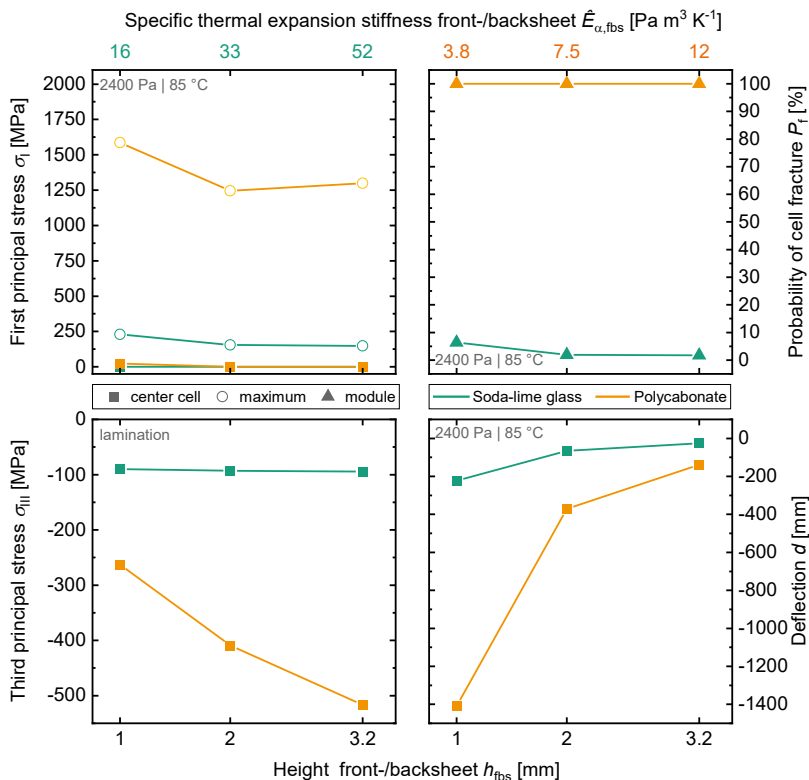 Specific thermal expansion stiffness front-/backsheet Êα,fbs [Pa m³ K⁻¹]
16 33 52 3.8 7.5 12
First principal stress σI [MPa]
2000
1750
1500
1250
1000
750
500
250
0
2400 Pa | 85 °C
2400 Pa | 85 °C
100
90
80
70
60
50
40
30
20
10
0
Probability of cell fracture Pf [%]
center cell maximum module
Soda-lime glass Polycabonate
Third principal stress σIII [MPa]
0
-100
-200
-300
-400
-500
lamination
2400 Pa | 85 °C
0
-200
-400
-600
-800
-1000
-1200
-1400
Deflection d [mm]
1 2 3.2 1 2 3.2
Height front-/backsheet hfbs [mm]